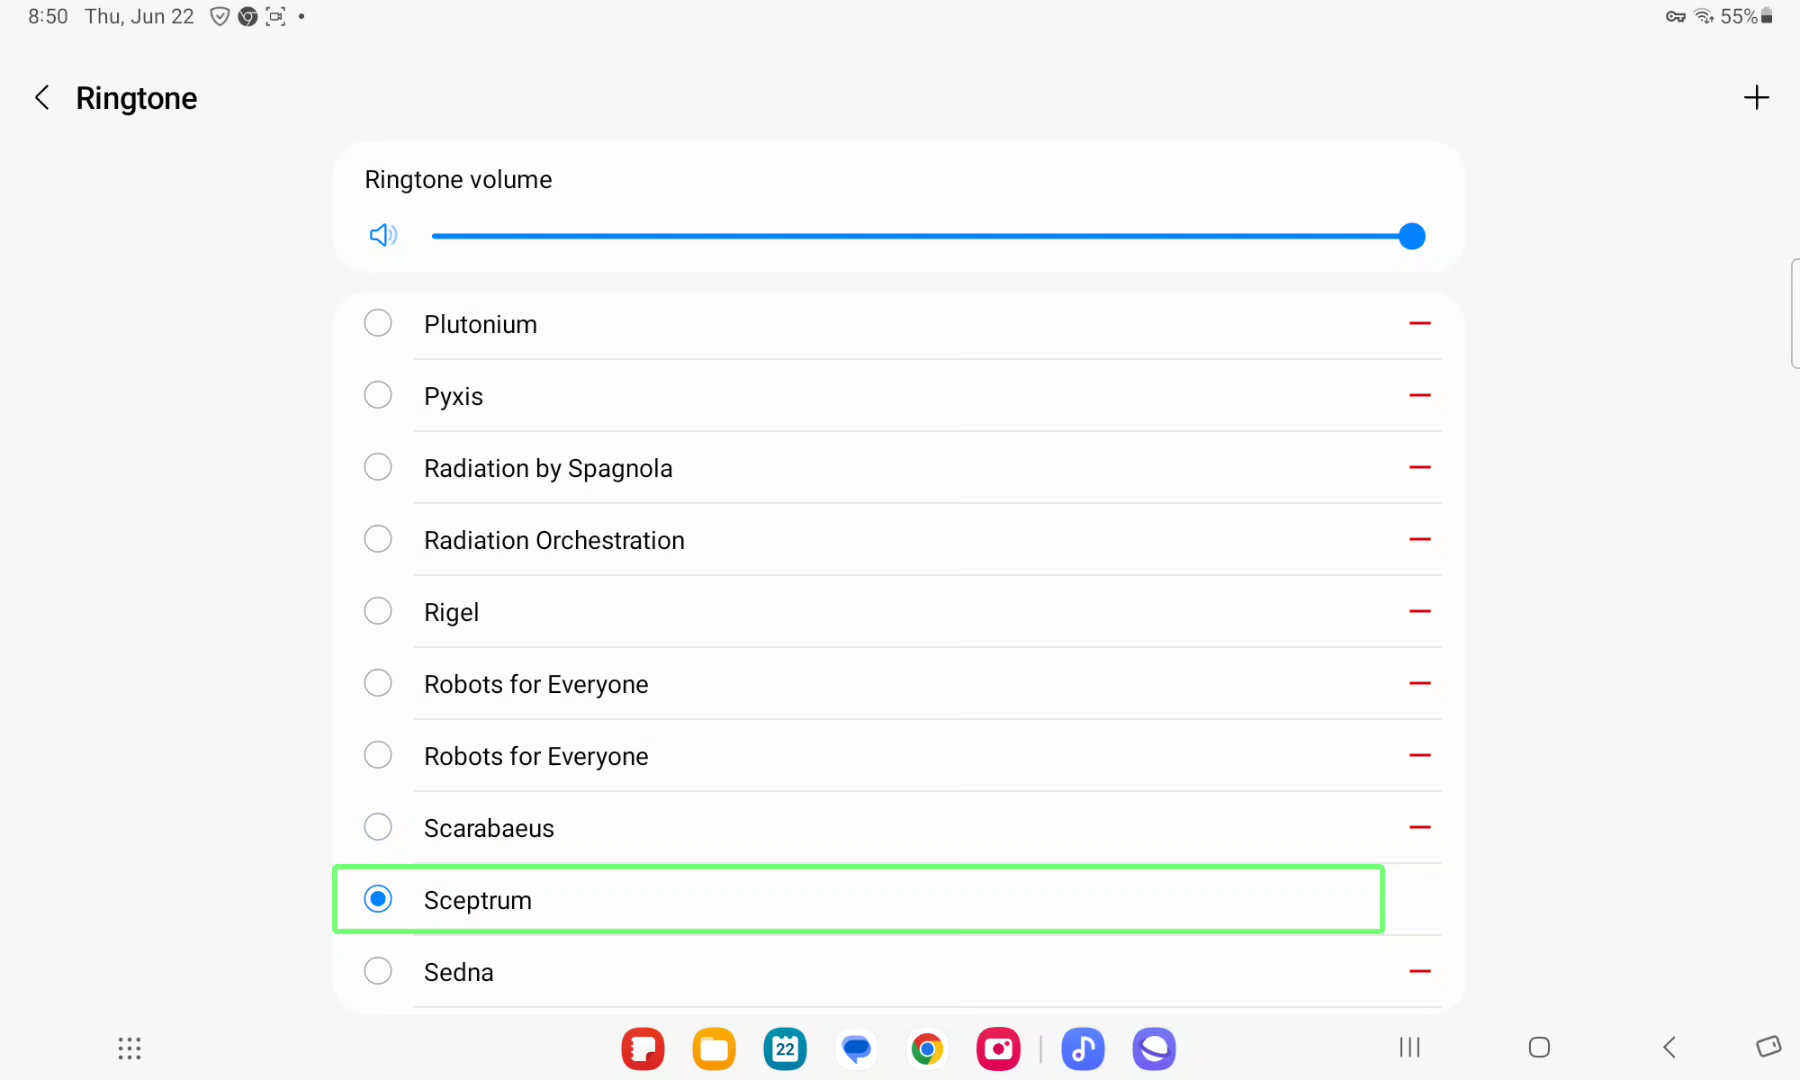 8:50 Thu, Jun 22 55%
Ringtone
Ringtone volume
Plutonium
Pyxis
Radiation by Spagnola
Radiation Orchestration
Rigel
Robots for Everyone
Robots for Everyone
Scarabaeus
Sceptrum
Sedna
22